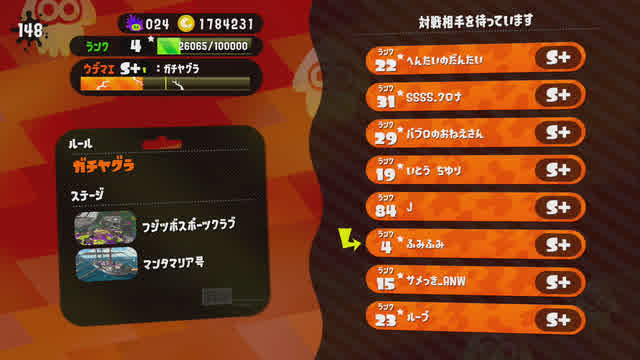 148
024
1784231
ランク 4★ 26065/100000
ウデマエ S+1 : ガチヤグラ
ルール
ガチヤグラ
ステージ
フジツボスポーツクラブ
マンタマリア号
対戦相手を待っています
ランク 22★ へんたいのだんたい S+
ランク 31★ SSSS.クロナ S+
ランク 29★ パブロのおねえさん S+
ランク 19★ いとう ちゆり S+
ランク 84 J S+
ランク 4★ ふみふみ S+
ランク 15★ サメっき_ANW S+
ランク 23★ ループ S+